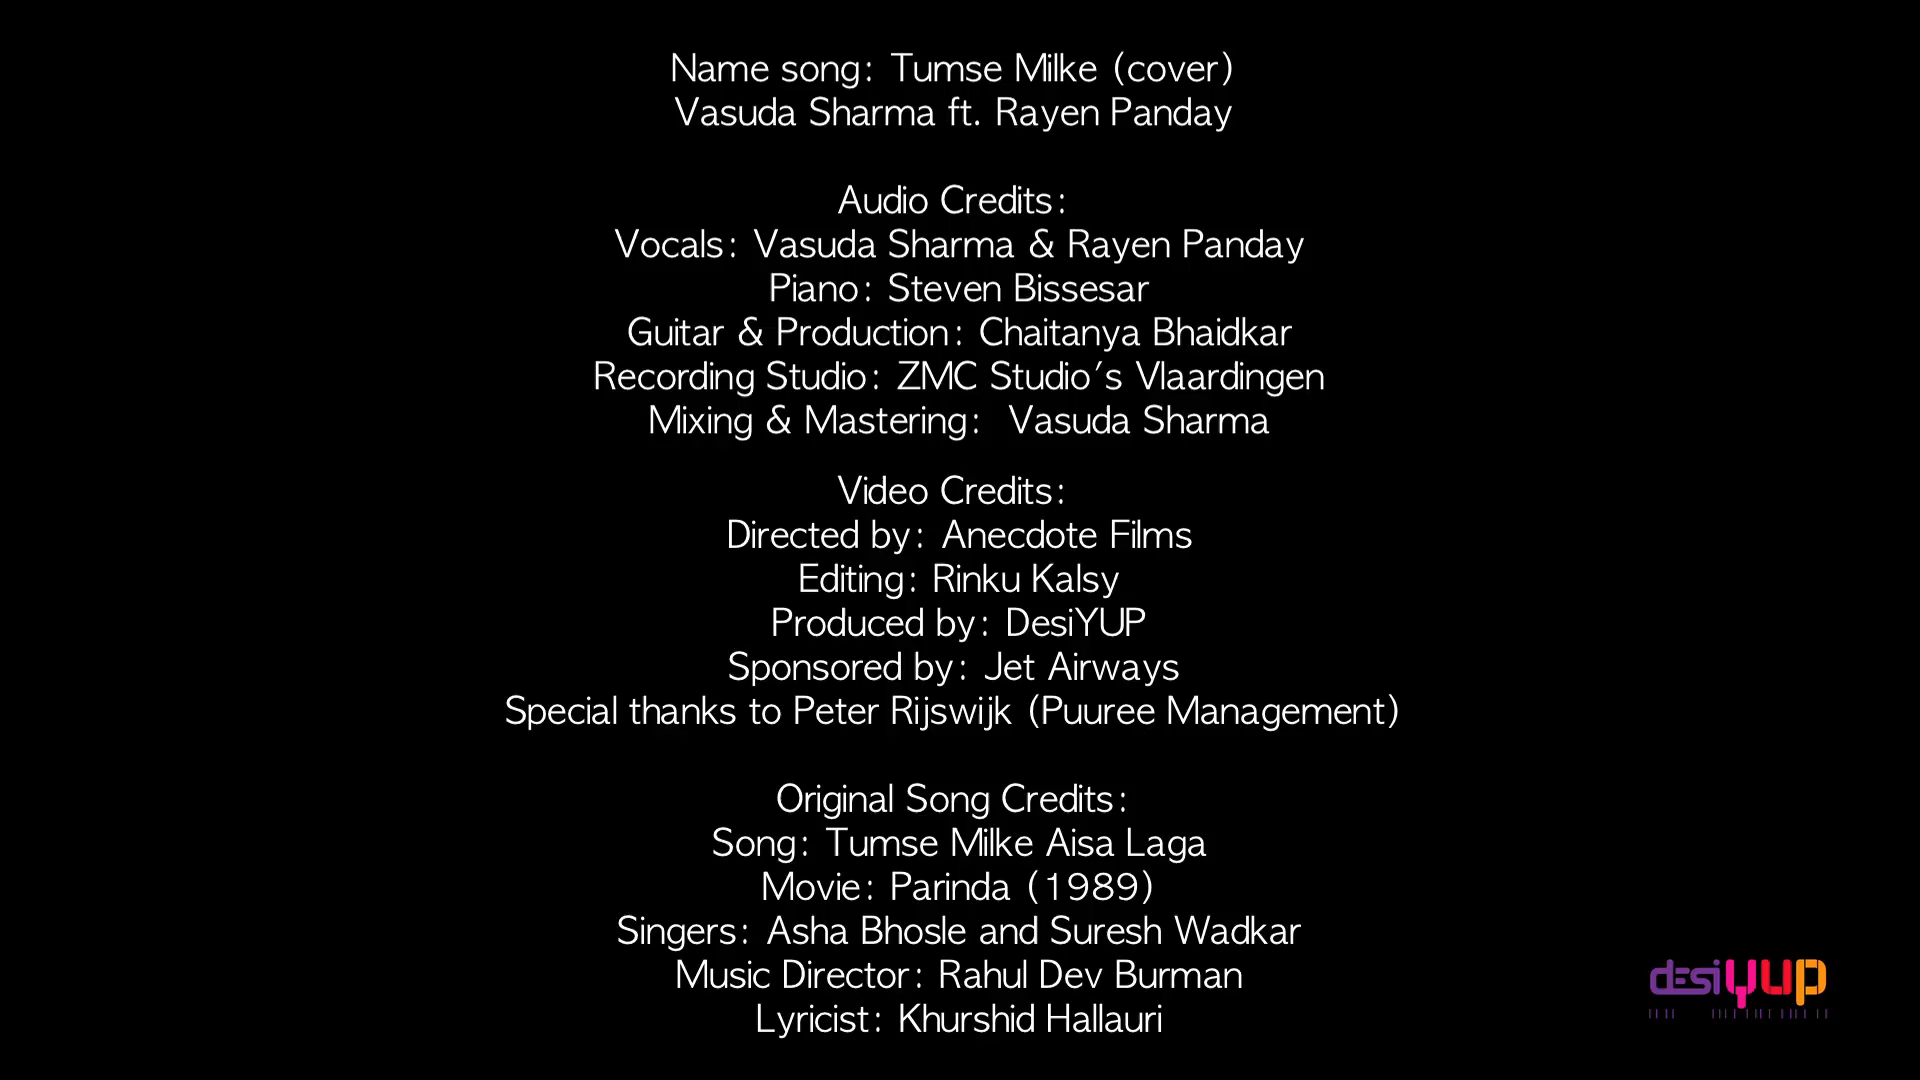 Name song: Tumse Milke (cover)
Vasuda Sharma ft. Rayen Panday
Audio Credits:
Vocals: Vasuda Sharma & Rayen Panday
Piano: Steven Bissesar
Guitar & Production: Chaitanya Bhaidkar
Recording Studio: ZMC Studio's Vlaardingen
Mixing & Mastering: Vasuda Sharma
Video Credits:
Directed by: Anecdote Films
Editing: Rinku Kalsy
Produced by: DesiYUP
Sponsored by: Jet Airways
Special thanks to Peter Rijswijk (Puuree Management)
Original Song Credits:
Song: Tumse Milke Aisa Laga
Movie: Parinda (1989)
Singers: Asha Bhosle and Suresh Wadkar
Music Director: Rahul Dev Burman
Lyricist: Khurshid Hallauri
desiYUP